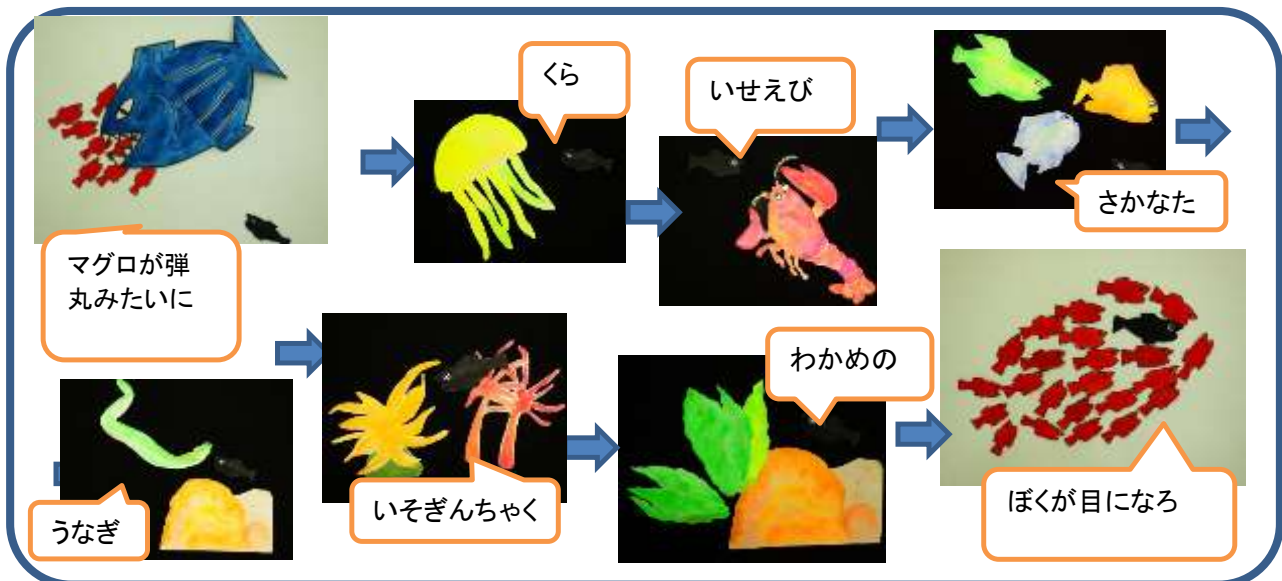 マグロが弾
丸みたいに
くら
いせえび
さかなた
うなぎ
いそぎんちゃく
わかめの
ぼくが目になろ